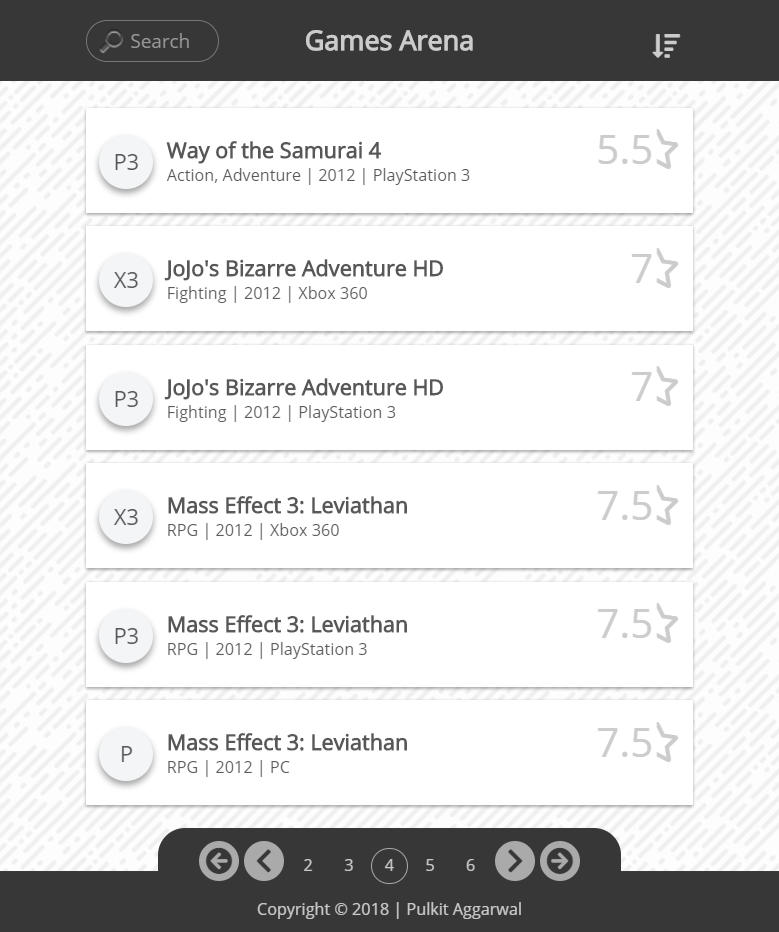 Search
Games Arena
P3
Way of the Samurai 4
Action, Adventure | 2012 | PlayStation 3
5.5
X3
JoJo's Bizarre Adventure HD
Fighting | 2012 | Xbox 360
7
P3
JoJo's Bizarre Adventure HD
Fighting | 2012 | PlayStation 3
7
X3
Mass Effect 3: Leviathan
RPG | 2012 | Xbox 360
7.5
P3
Mass Effect 3: Leviathan
RPG | 2012 | PlayStation 3
7.5
P
Mass Effect 3: Leviathan
RPG | 2012 | PC
7.5
2 3 4 5 6
Copyright © 2018 | Pulkit Aggarwal